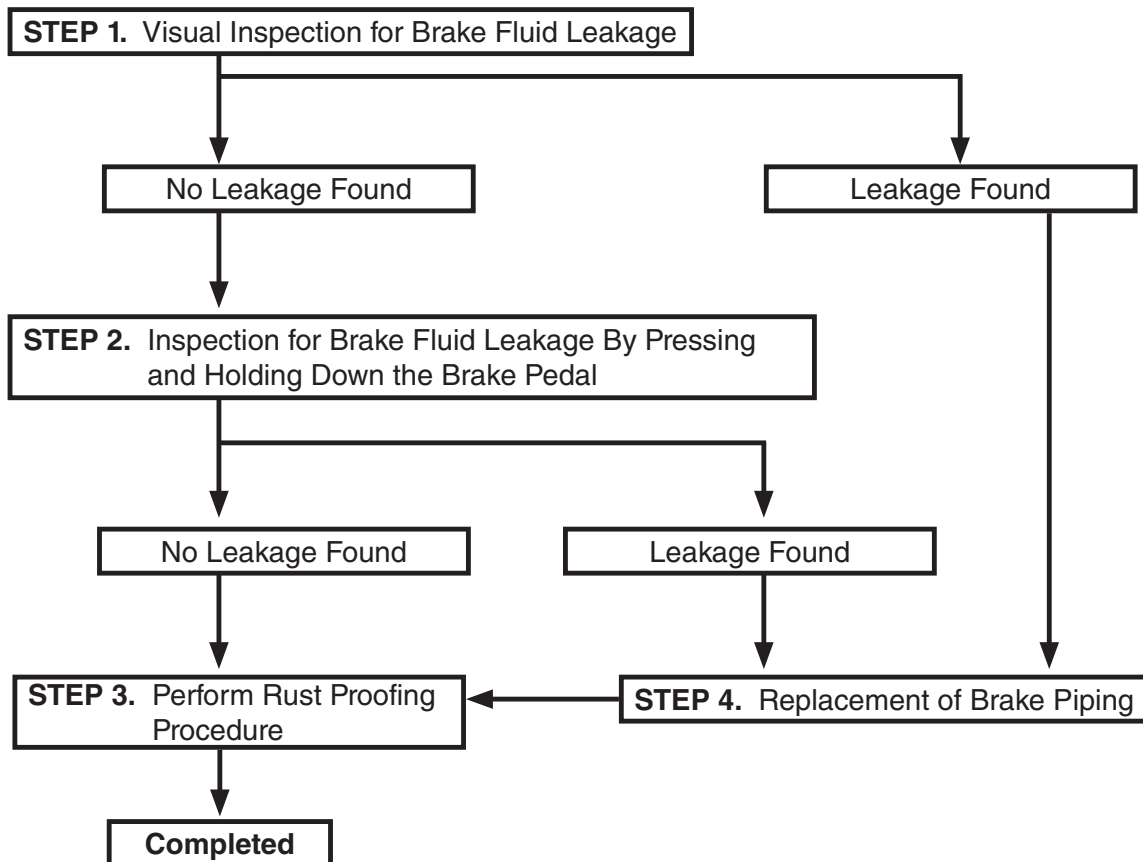 STEP 1. Visual Inspection for Brake Fluid Leakage
No Leakage Found
Leakage Found
STEP 2. Inspection for Brake Fluid Leakage By Pressing
and Holding Down the Brake Pedal
No Leakage Found
Leakage Found
STEP 3. Perform Rust Proofing
Procedure
STEP 4. Replacement of Brake Piping
Completed